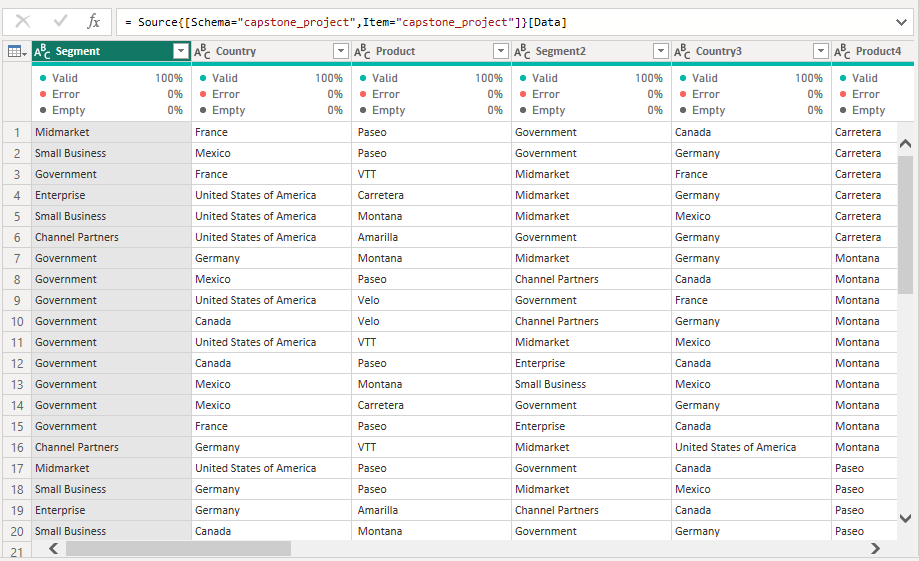 fx = Source{[Schema="capstone_project",Item="capstone_project"]}[Data]
ABC Segment ABC Country ABC Product ABC Segment2 ABC Country3 ABC Product4
Valid 100% Valid 100% Valid 100% Valid 100% Valid 100% Valid
Error 0% Error 0% Error 0% Error 0% Error 0% Error
Empty 0% Empty 0% Empty 0% Empty 0% Empty 0% Empty
1 Midmarket France Paseo Government Canada Carretera
2 Small Business Mexico Paseo Government Germany Carretera
3 Government France VTT Midmarket France Carretera
4 Enterprise United States of America Carretera Midmarket Germany Carretera
5 Small Business United States of America Montana Midmarket Mexico Carretera
6 Channel Partners United States of America Amarilla Government Germany Carretera
7 Government Germany Montana Midmarket Germany Montana
8 Government Mexico Paseo Channel Partners Canada Montana
9 Government United States of America Velo Government France Montana
10 Government Canada Velo Channel Partners Germany Montana
11 Government United States of America VTT Midmarket Mexico Montana
12 Government Canada Paseo Enterprise Canada Montana
13 Government Mexico Montana Small Business Mexico Montana
14 Government Mexico Carretera Government Germany Montana
15 Government France Paseo Enterprise Canada Montana
16 Channel Partners Germany VTT Midmarket United States of America Montana
17 Midmarket United States of America Paseo Government Canada Paseo
18 Small Business Germany Paseo Midmarket Mexico Paseo
19 Enterprise Germany Amarilla Channel Partners Canada Paseo
20 Small Business Canada Montana Government Germany Paseo
21